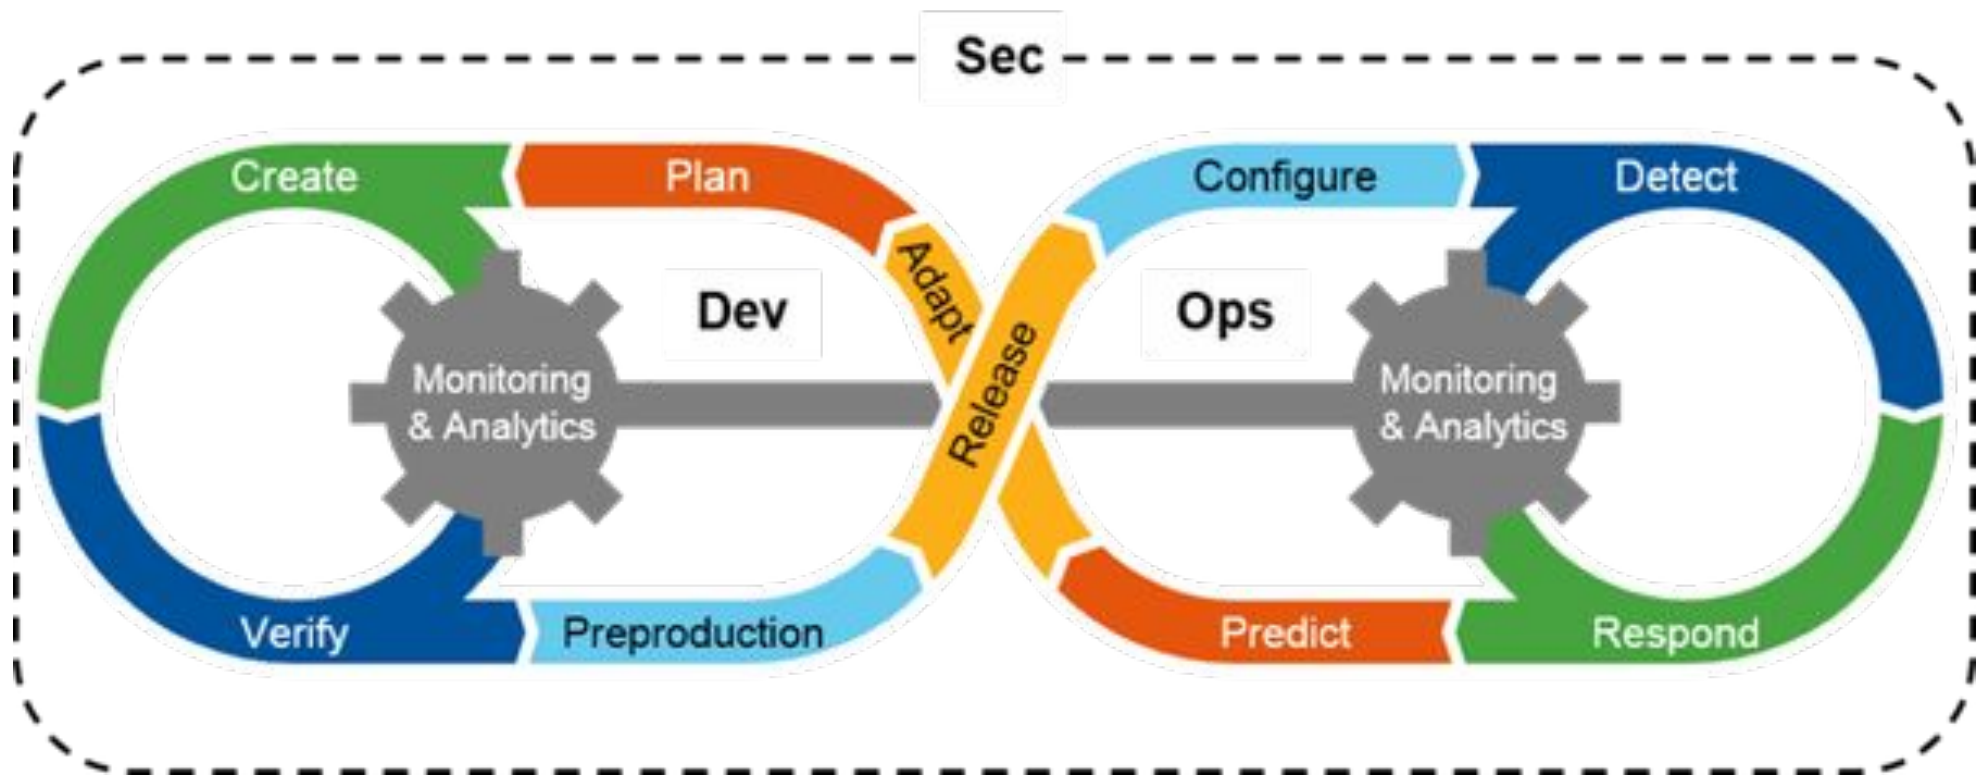 Sec
Create
Plan
Configure
Detect
Adapt
Dev
Release
Ops
Monitoring
& Analytics
Monitoring
& Analytics
Verify
Preproduction
Predict
Respond